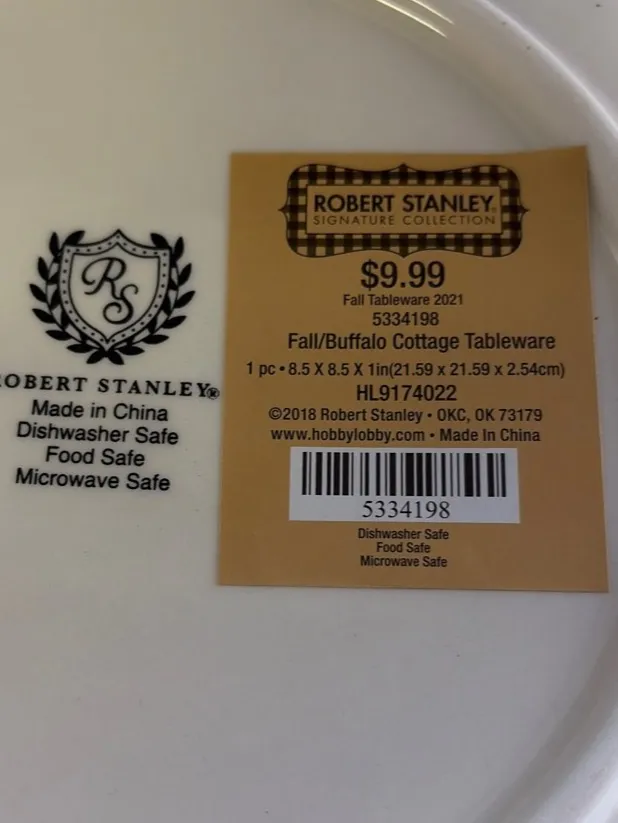 RS
ROBERT STANLEY®
Made in China
Dishwasher Safe
Food Safe
Microwave Safe
ROBERT STANLEY®
SIGNATURE COLLECTION
$9.99
Fall Tableware 2021
5334198
Fall/Buffalo Cottage Tableware
1 pc • 8.5 X 8.5 X 1in(21.59 x 21.59 x 2.54cm)
HL9174022
©2018 Robert Stanley • OKC, OK 73179
www.hobbylobby.com • Made In China
5334198
Dishwasher Safe
Food Safe
Microwave Safe